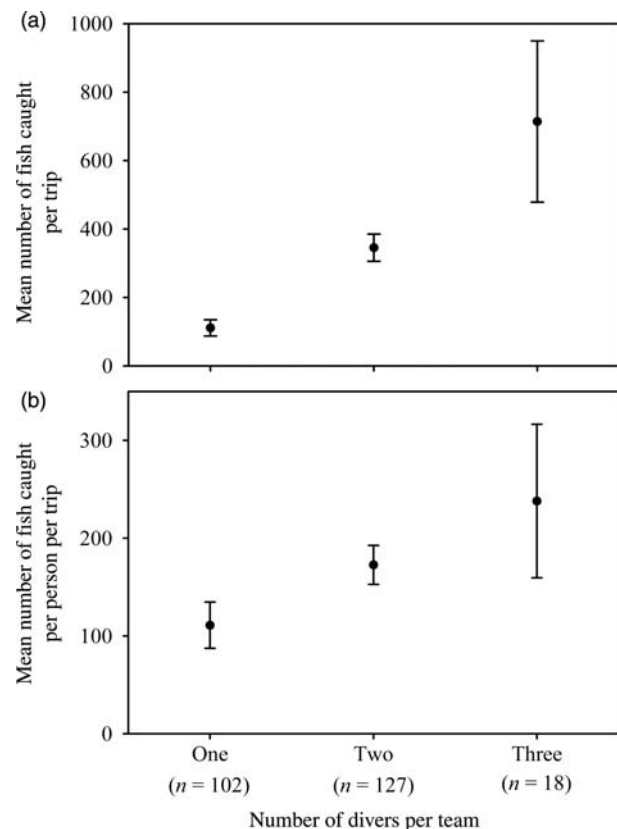 (a)
1000
800
600
400
200
0
Mean number of fish caught
per trip
(b)
300
200
100
0
Mean number of fish caught
per person per trip
One Two Three
(n = 102) (n = 127) (n = 18)
Number of divers per team